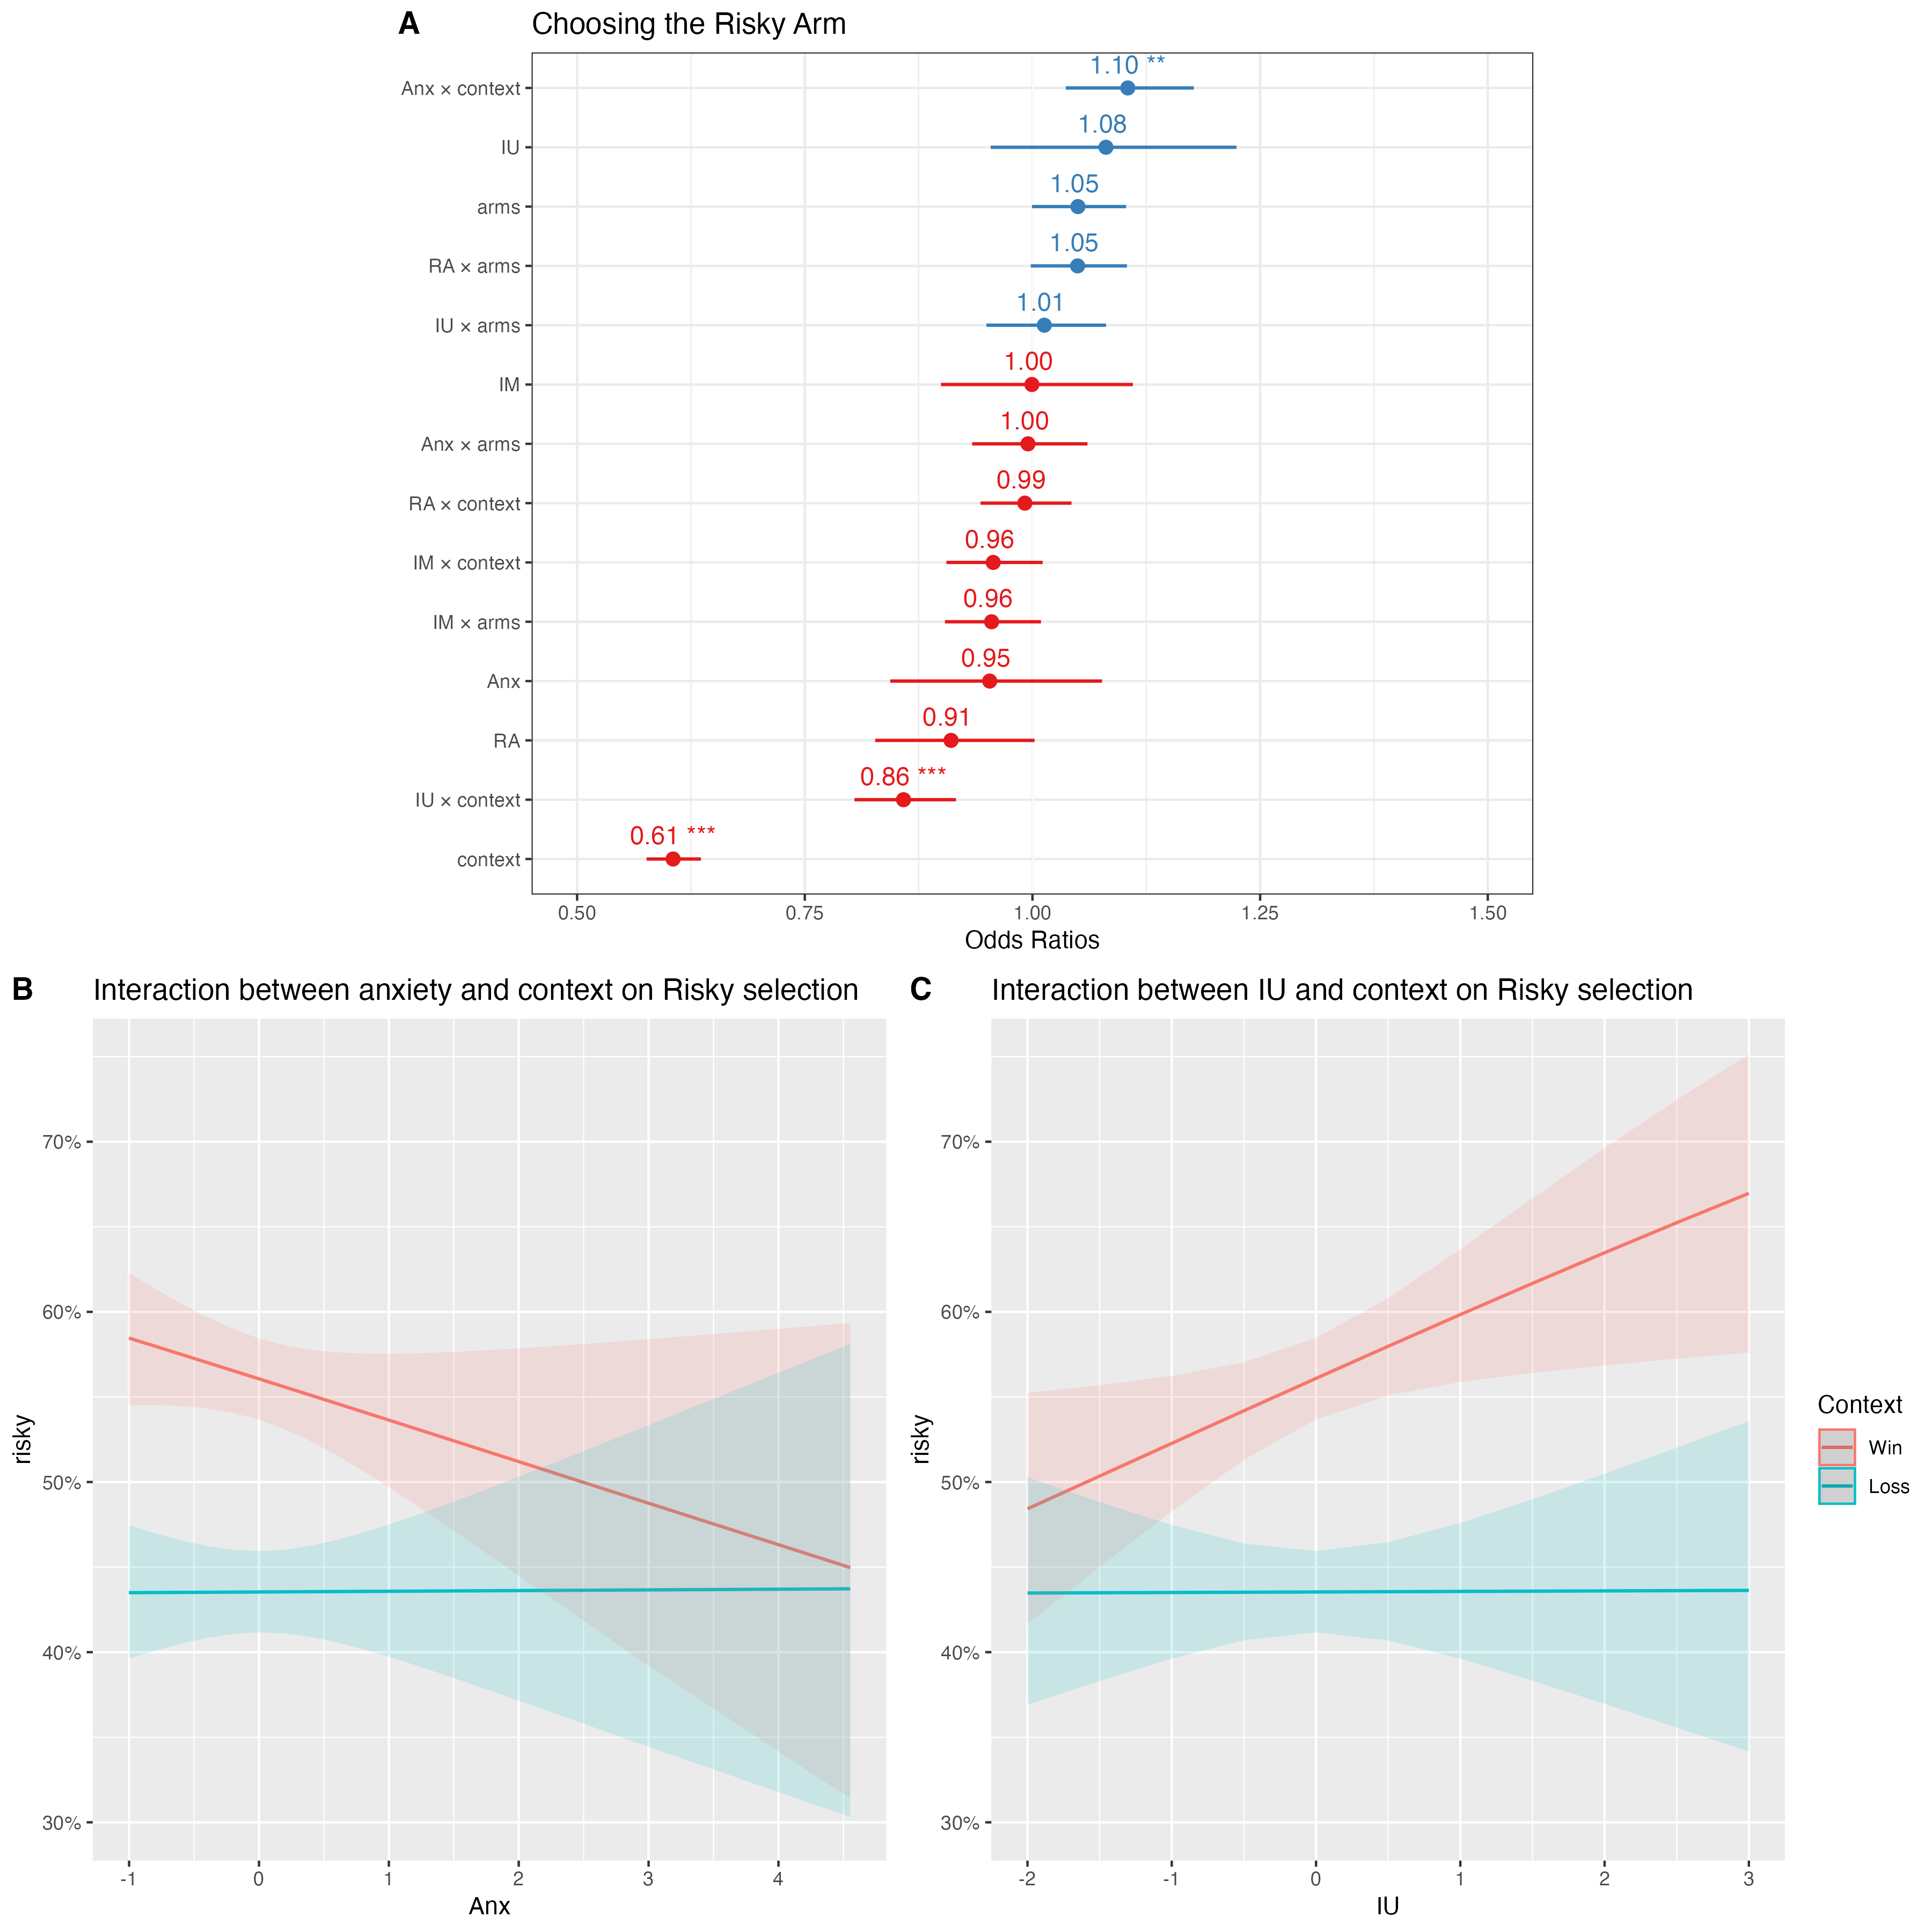 A Choosing the Risky Arm
1.10 **
Anx × context
1.08
IU
1.05
arms
1.05
RA × arms
1.01
IU × arms
1.00
IM
1.00
Anx × arms
0.99
RA × context
0.96
IM × context
0.96
IM × arms
0.95
Anx
0.91
RA
0.86 ***
IU × context
0.61 ***
context
0.50 0.75 1.00 1.25 1.50
Odds Ratios
B Interaction between anxiety and context on Risky selection
70%
60%
50%
40%
30%
risky
-1 0 1 2 3 4
Anx
C Interaction between IU and context on Risky selection
70%
60%
50%
40%
30%
risky
-2 -1 0 1 2 3
IU
Context
Win
Loss